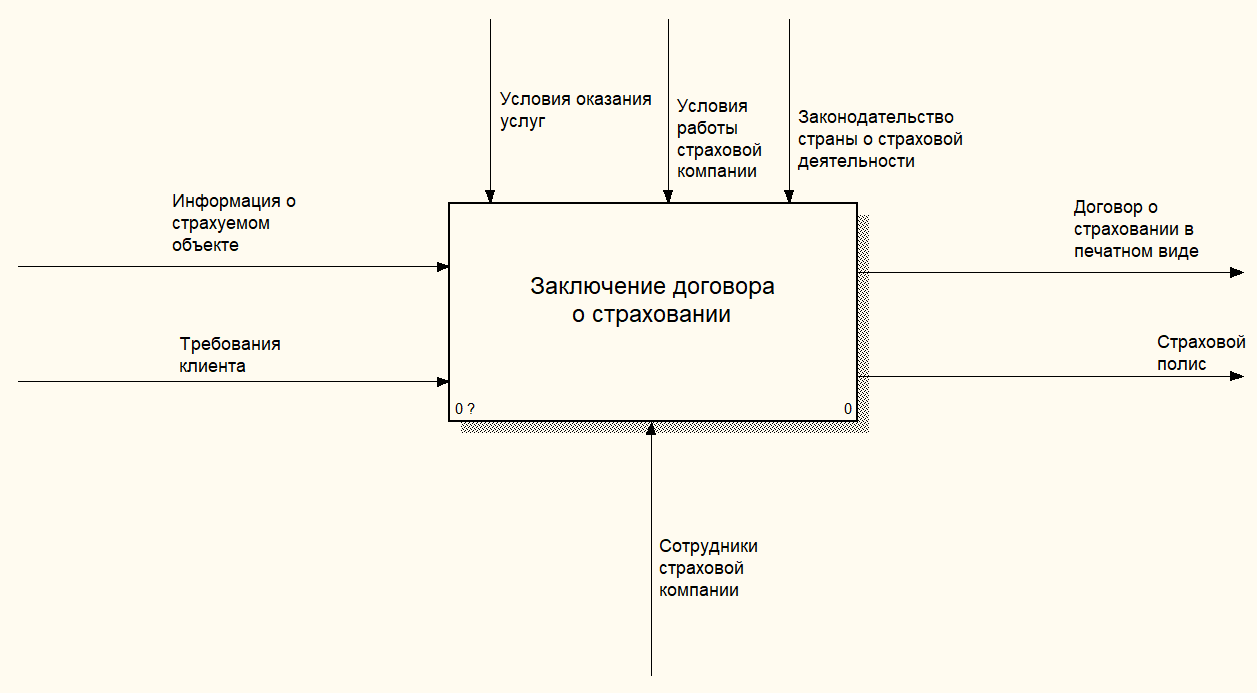 Условия оказания
услуг
Условия
работы
страховой
компании
Законодательство
страны о страховой
деятельности
Информация о
страхуемом
объекте
Требования
клиента
Заключение договора
о страховании
0 ?
0
Договор о
страховании в
печатном виде
Страховой
полис
Сотрудники
страховой
компании